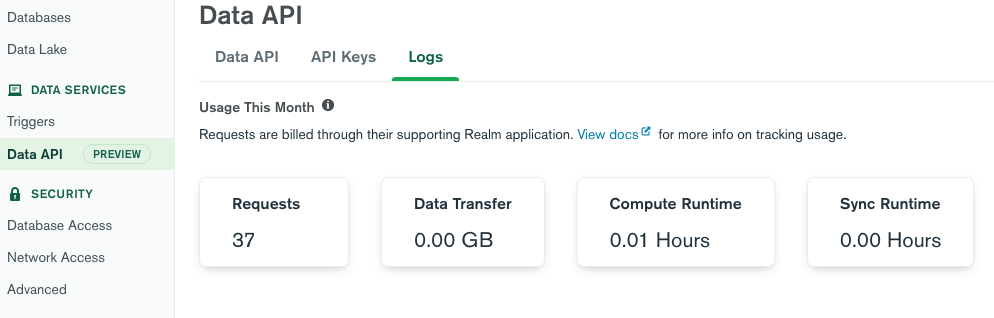 Databases
Data Lake
DATA SERVICES
Triggers
Data API PREVIEW
SECURITY
Database Access
Network Access
Advanced
Data API
Data API API Keys Logs
Usage This Month
Requests are billed through their supporting Realm application. View docs for more info on tracking usage.
Requests
37
Data Transfer
0.00 GB
Compute Runtime
0.01 Hours
Sync Runtime
0.00 Hours